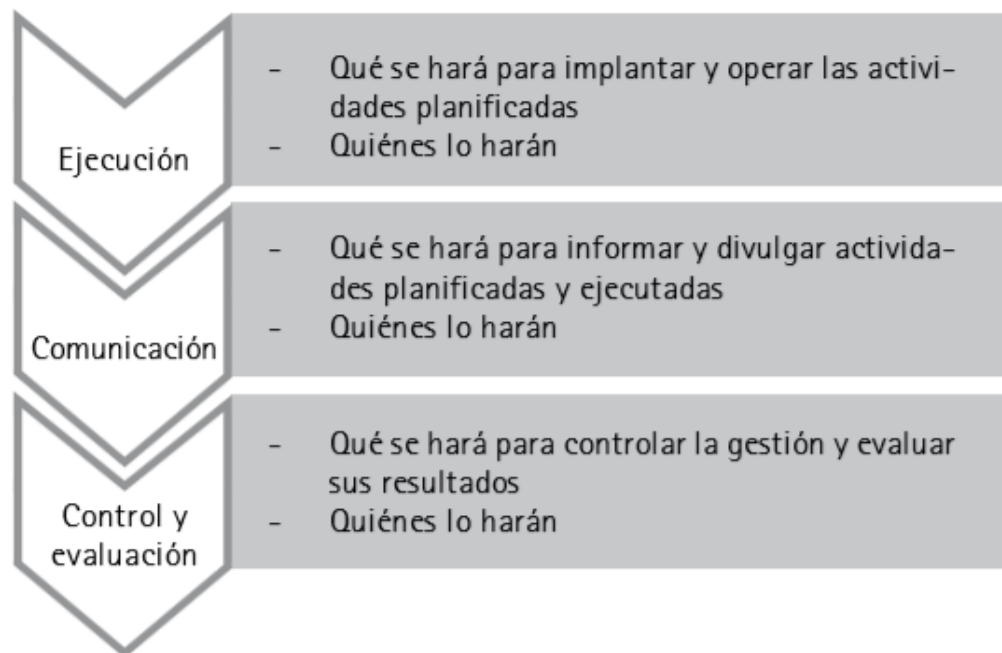 Ejecución
- Qué se hará para implantar y operar las activi-
dades planificadas
- Quiénes lo harán
Comunicación
- Qué se hará para informar y divulgar activida-
des planificadas y ejecutadas
- Quiénes lo harán
Control y
evaluación
- Qué se hará para controlar la gestión y evaluar
sus resultados
- Quiénes lo harán